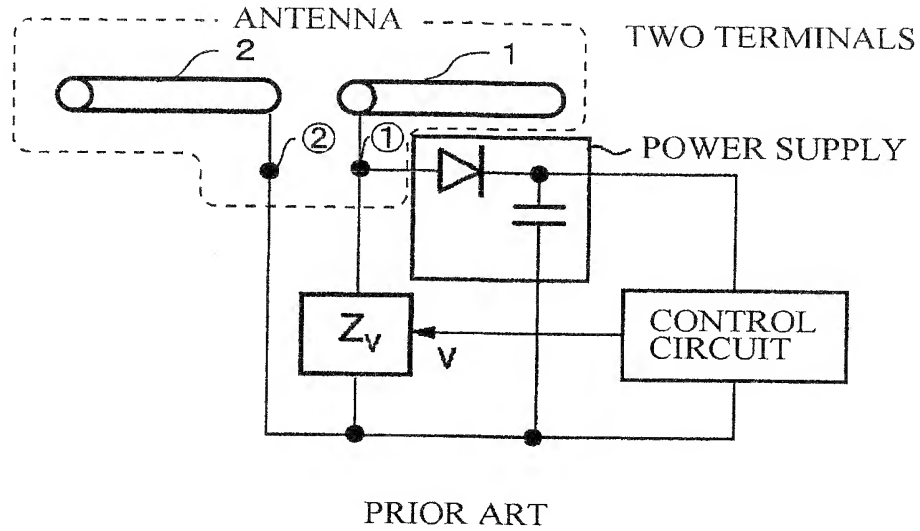 ANTENNA
TWO TERMINALS
2
1
② ①
POWER SUPPLY
Zv
V
CONTROL
CIRCUIT
PRIOR ART